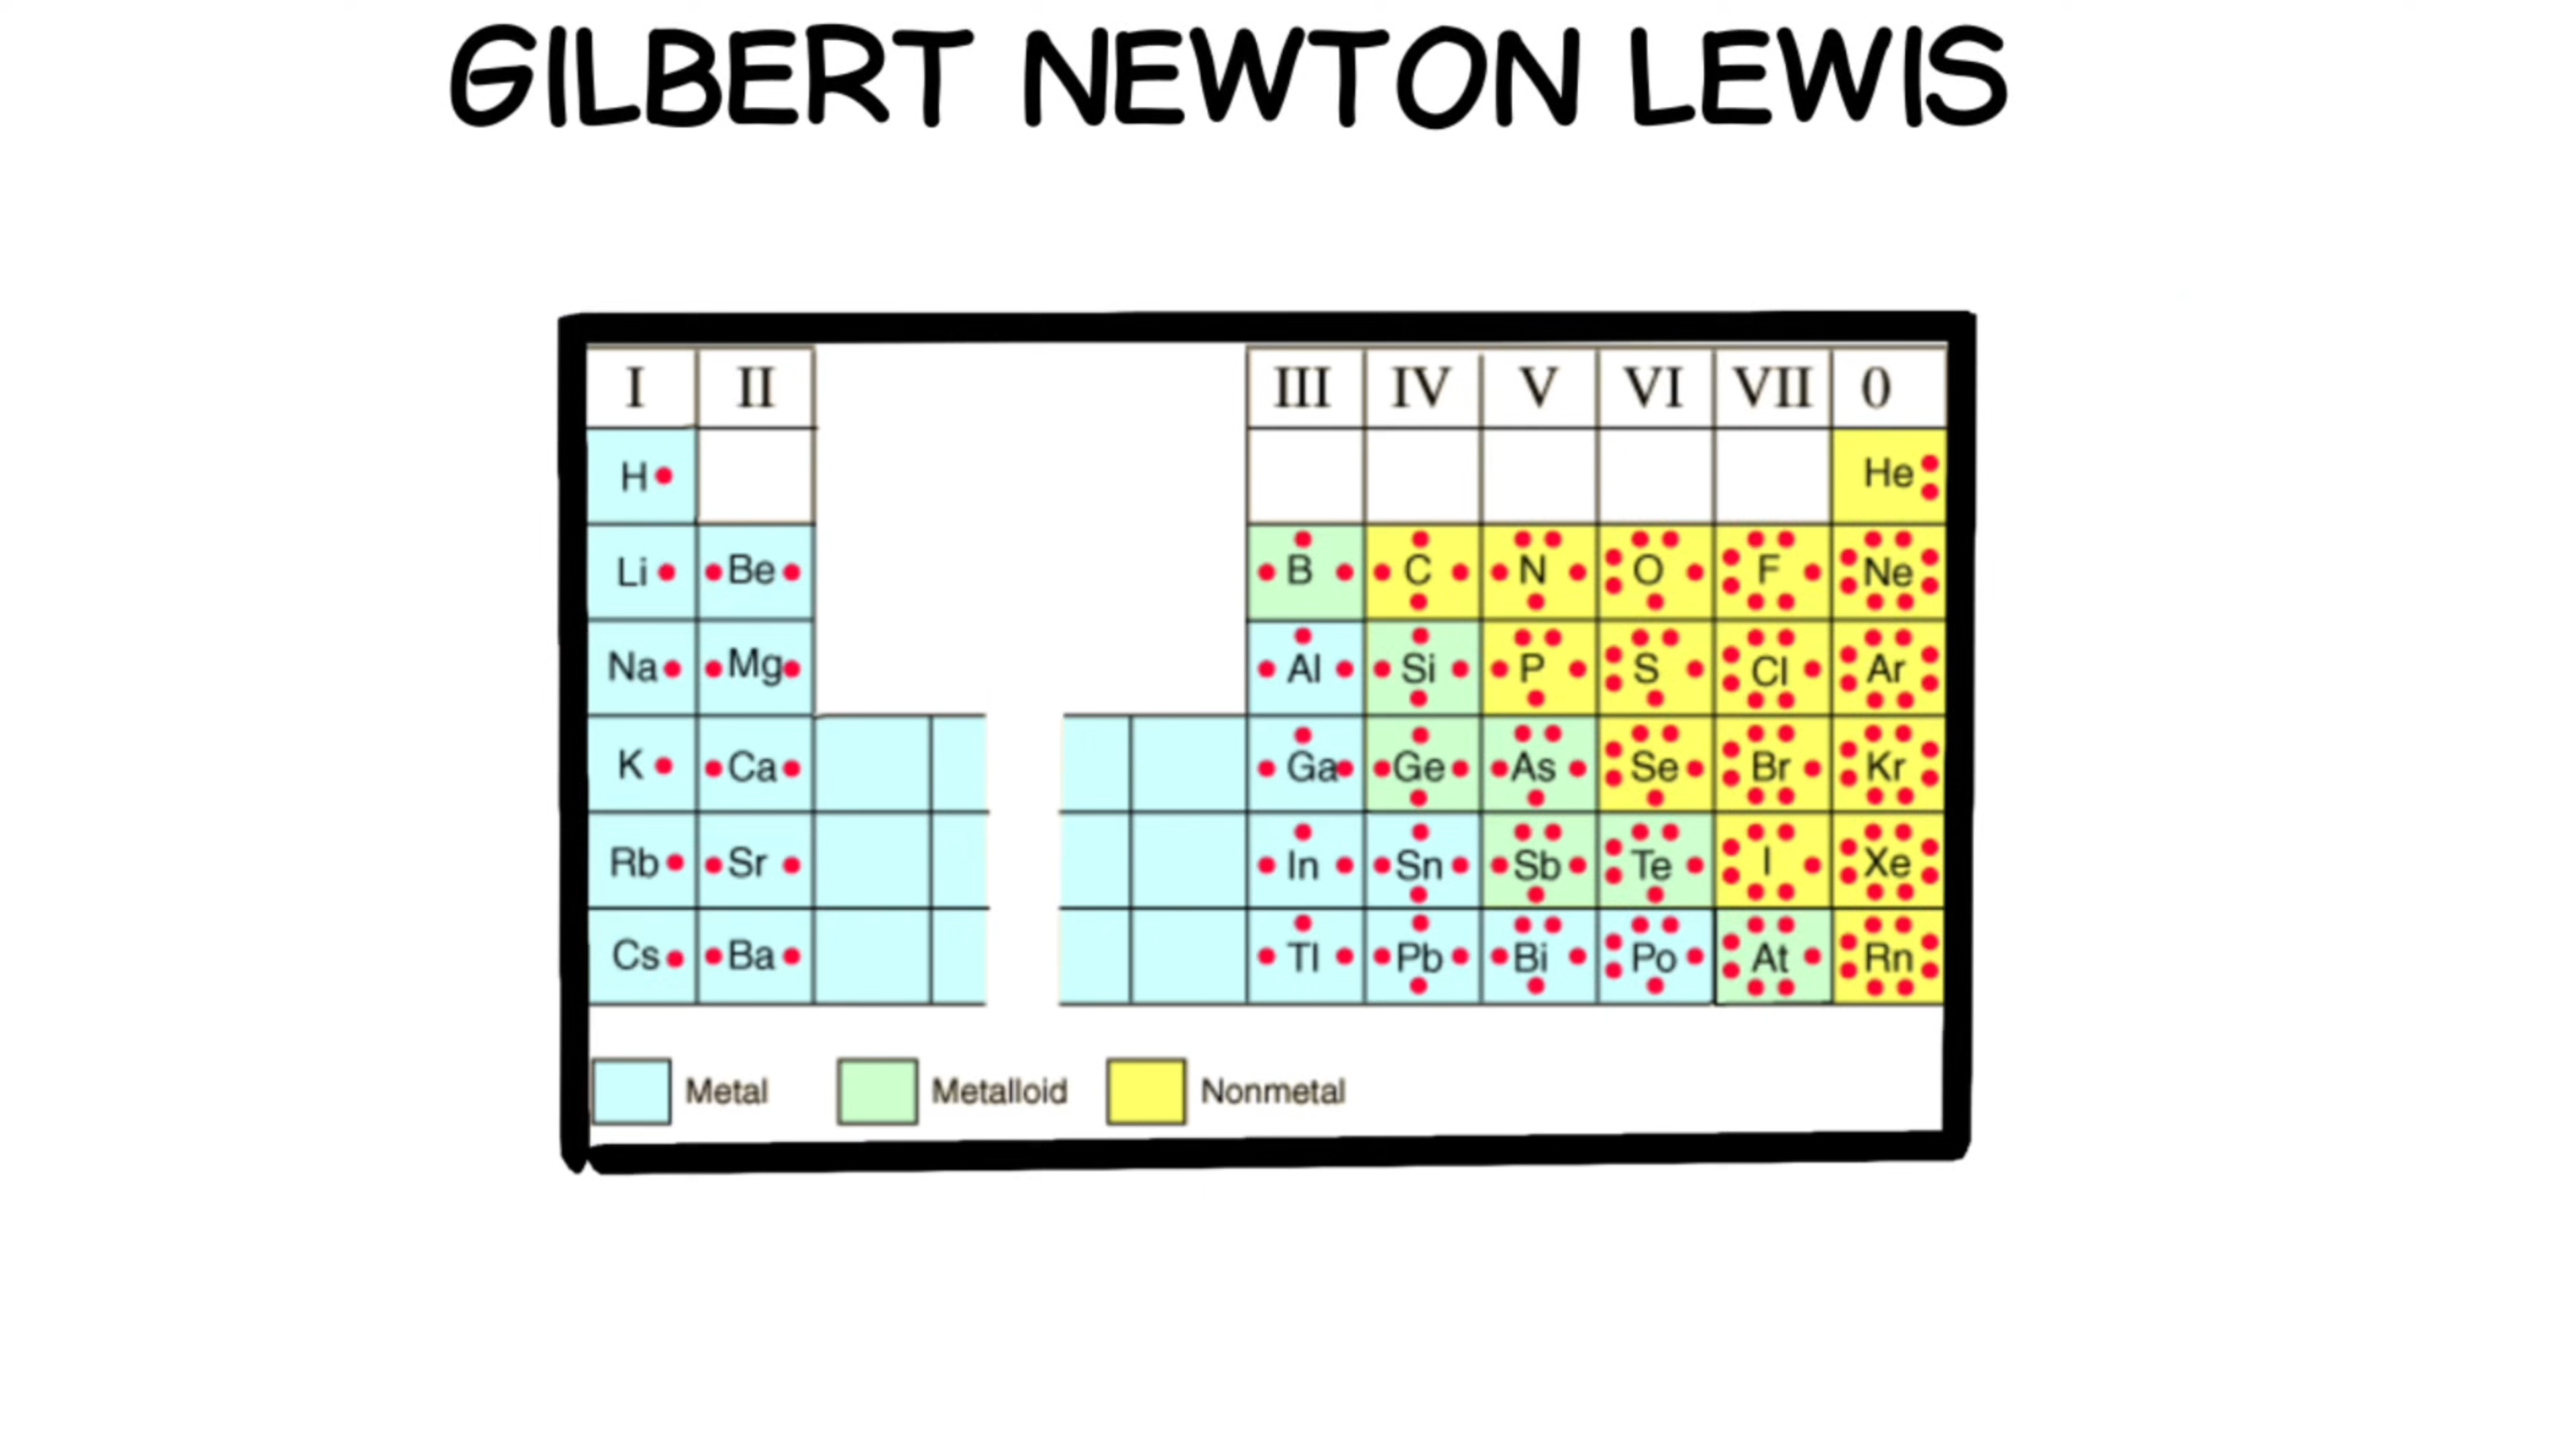 GILBERT NEWTON LEWIS
I II III IV V VI VII 0
H He
Li Be B C N O F Ne
Na Mg Al Si P S Cl Ar
K Ca Ga Ge As Se Br Kr
Rb Sr In Sn Sb Te I Xe
Cs Ba Tl Pb Bi Po At Rn
Metal Metalloid Nonmetal